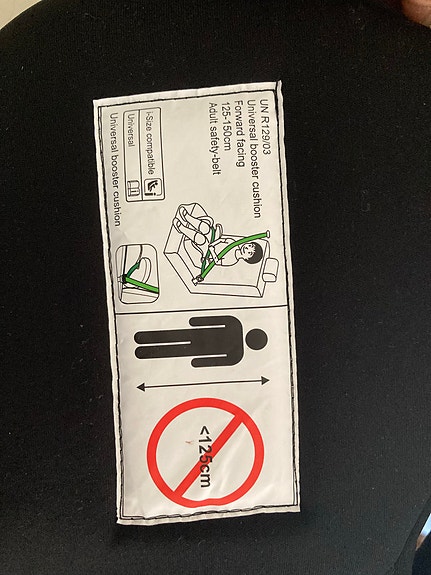 UN R129/03
Universal booster cushion
Forward facing
125-150cm
Adult safety-belt
i-Size compatible
Universal
Universal booster cushion
<125cm